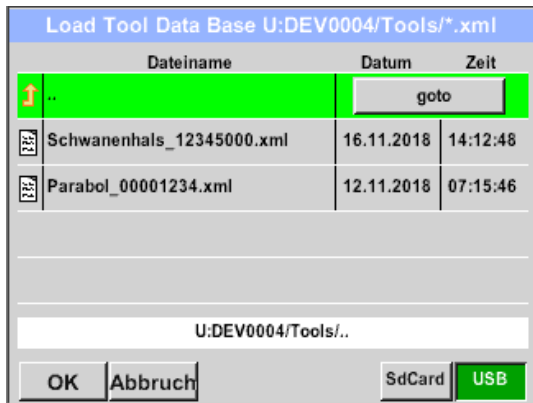 Load Tool Data Base U:DEV0004/Tools/*.xml
Dateiname Datum Zeit
.. goto
Schwanenhals_12345000.xml 16.11.2018 14:12:48
Parabol_00001234.xml 12.11.2018 07:15:46
U:DEV0004/Tools/..
OK Abbruch SdCard USB